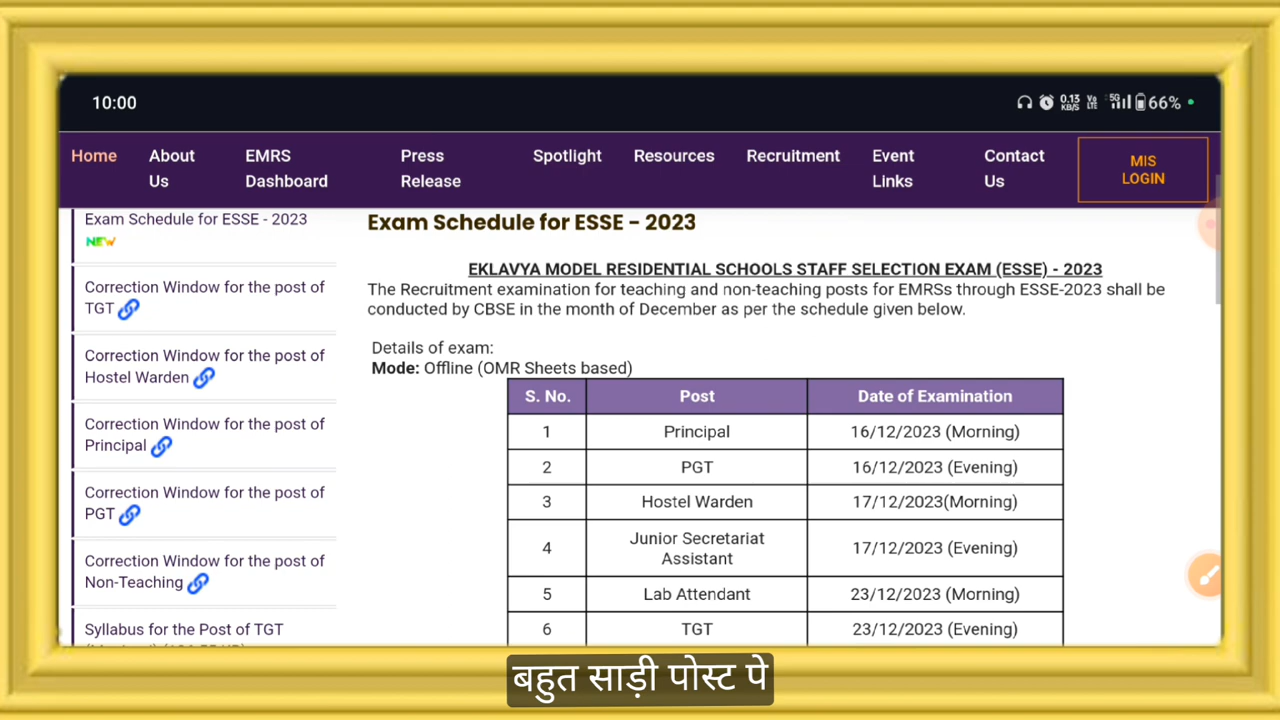 10:00
0.13 KB/S Vo LTE 5G 66%
Home
About Us
EMRS Dashboard
Press Release
Spotlight
Resources
Recruitment
Event Links
Contact Us
MIS LOGIN
Exam Schedule for ESSE - 2023
NEW
Correction Window for the post of
TGT
Correction Window for the post of
Hostel Warden
Correction Window for the post of
Principal
Correction Window for the post of
PGT
Correction Window for the post of
Non-Teaching
Syllabus for the Post of TGT
Exam Schedule for ESSE – 2023
EKLAVYA MODEL RESIDENTIAL SCHOOLS STAFF SELECTION EXAM (ESSE) - 2023
The Recruitment examination for teaching and non-teaching posts for EMRSs through ESSE-2023 shall be
conducted by CBSE in the month of December as per the schedule given below.
Details of exam:
Mode: Offline (OMR Sheets based)
S. No. Post Date of Examination
1 Principal 16/12/2023 (Morning)
2 PGT 16/12/2023 (Evening)
3 Hostel Warden 17/12/2023(Morning)
4 Junior Secretariat Assistant 17/12/2023 (Evening)
5 Lab Attendant 23/12/2023 (Morning)
6 TGT 23/12/2023 (Evening)
बहुत साड़ी पोस्ट पे